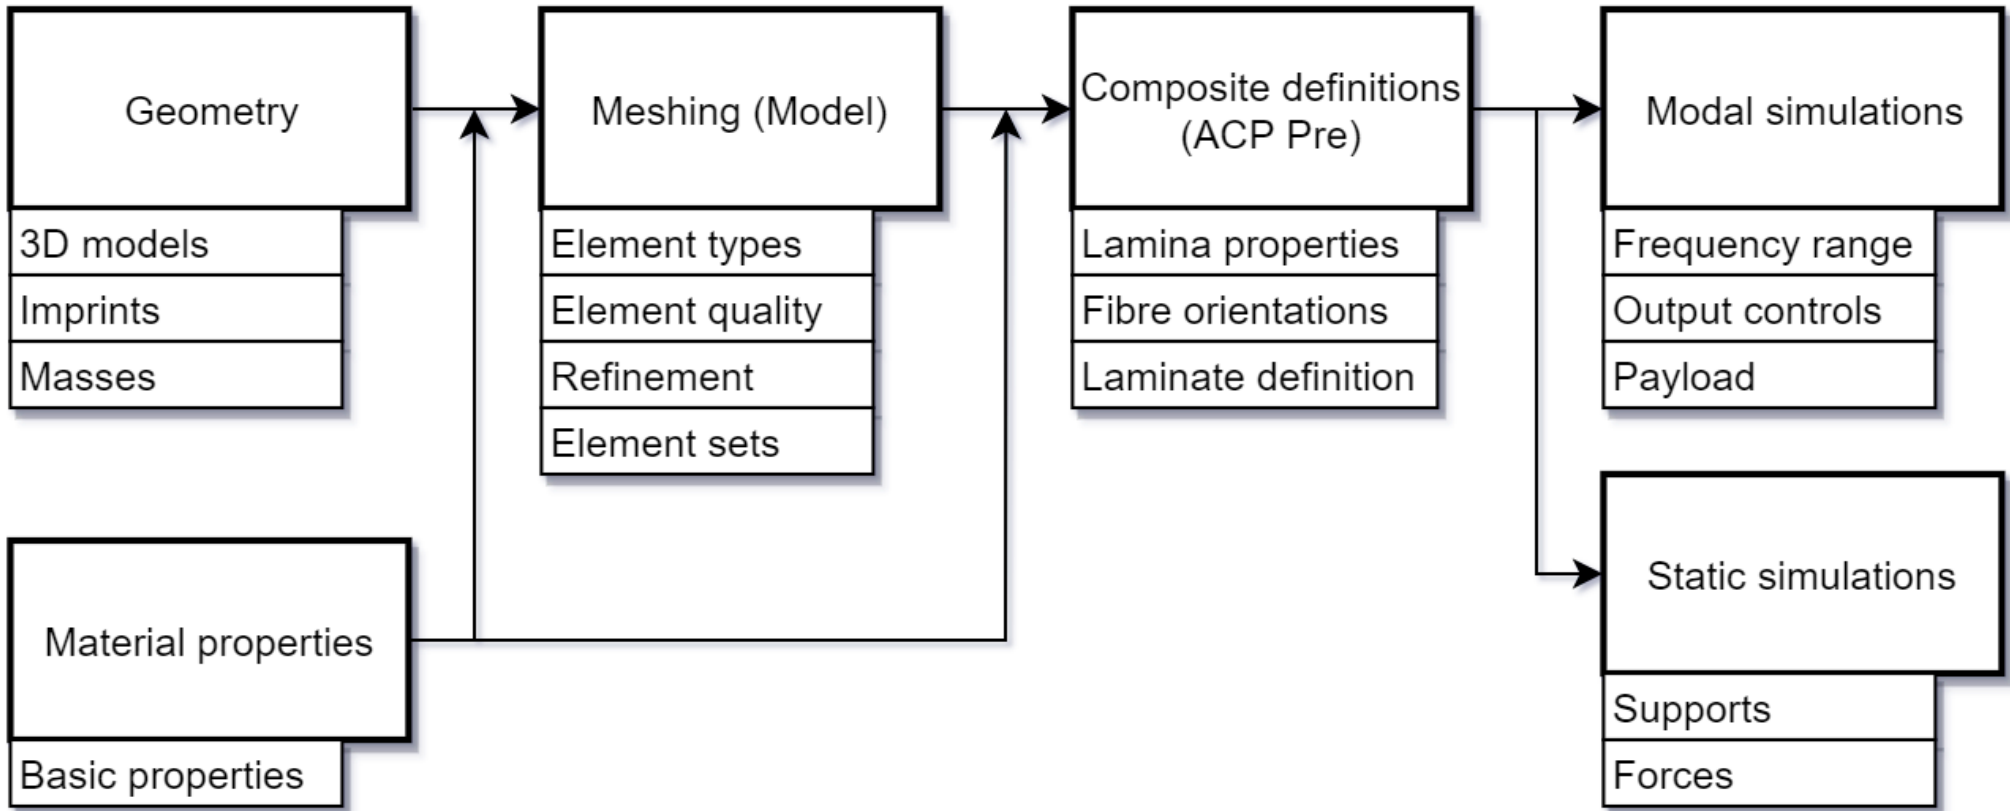 Geometry
3D models
Imprints
Masses
Meshing (Model)
Element types
Element quality
Refinement
Element sets
Composite definitions
(ACP Pre)
Lamina properties
Fibre orientations
Laminate definition
Modal simulations
Frequency range
Output controls
Payload
Material properties
Basic properties
Static simulations
Supports
Forces